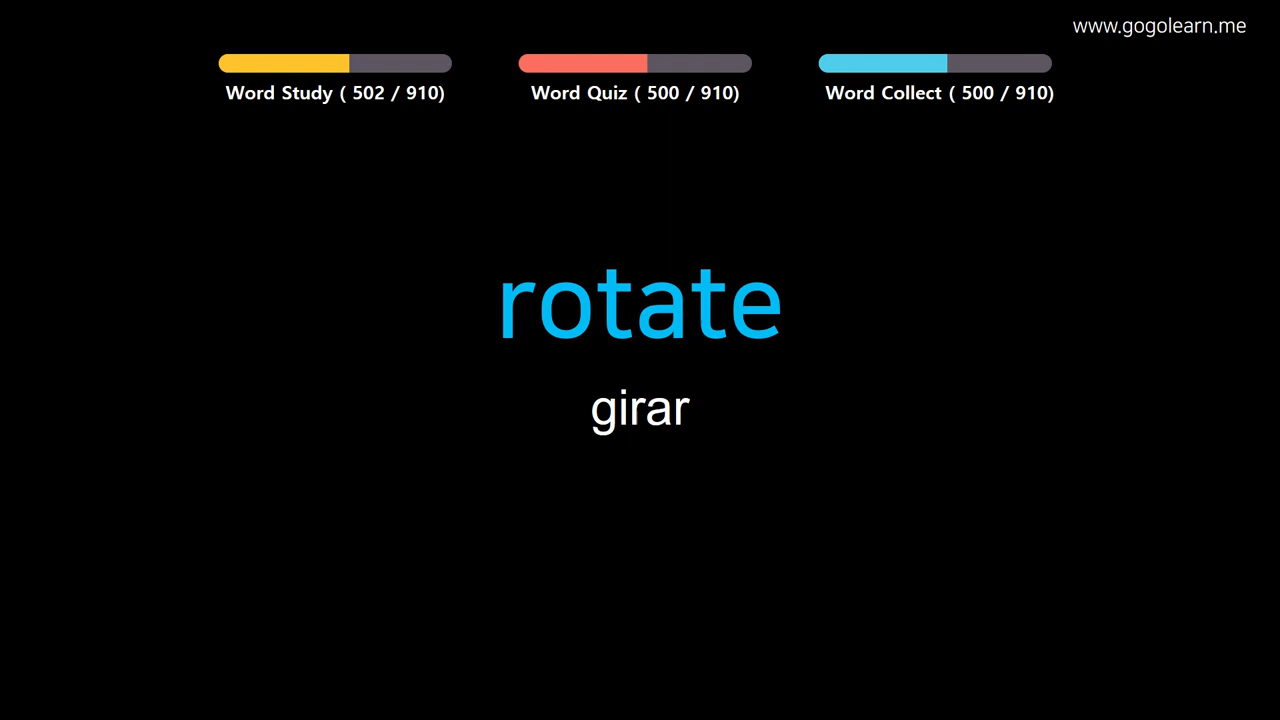 www.gogolearn.me
Word Study ( 502 / 910)
Word Quiz ( 500 / 910)
Word Collect ( 500 / 910)
rotate
girar